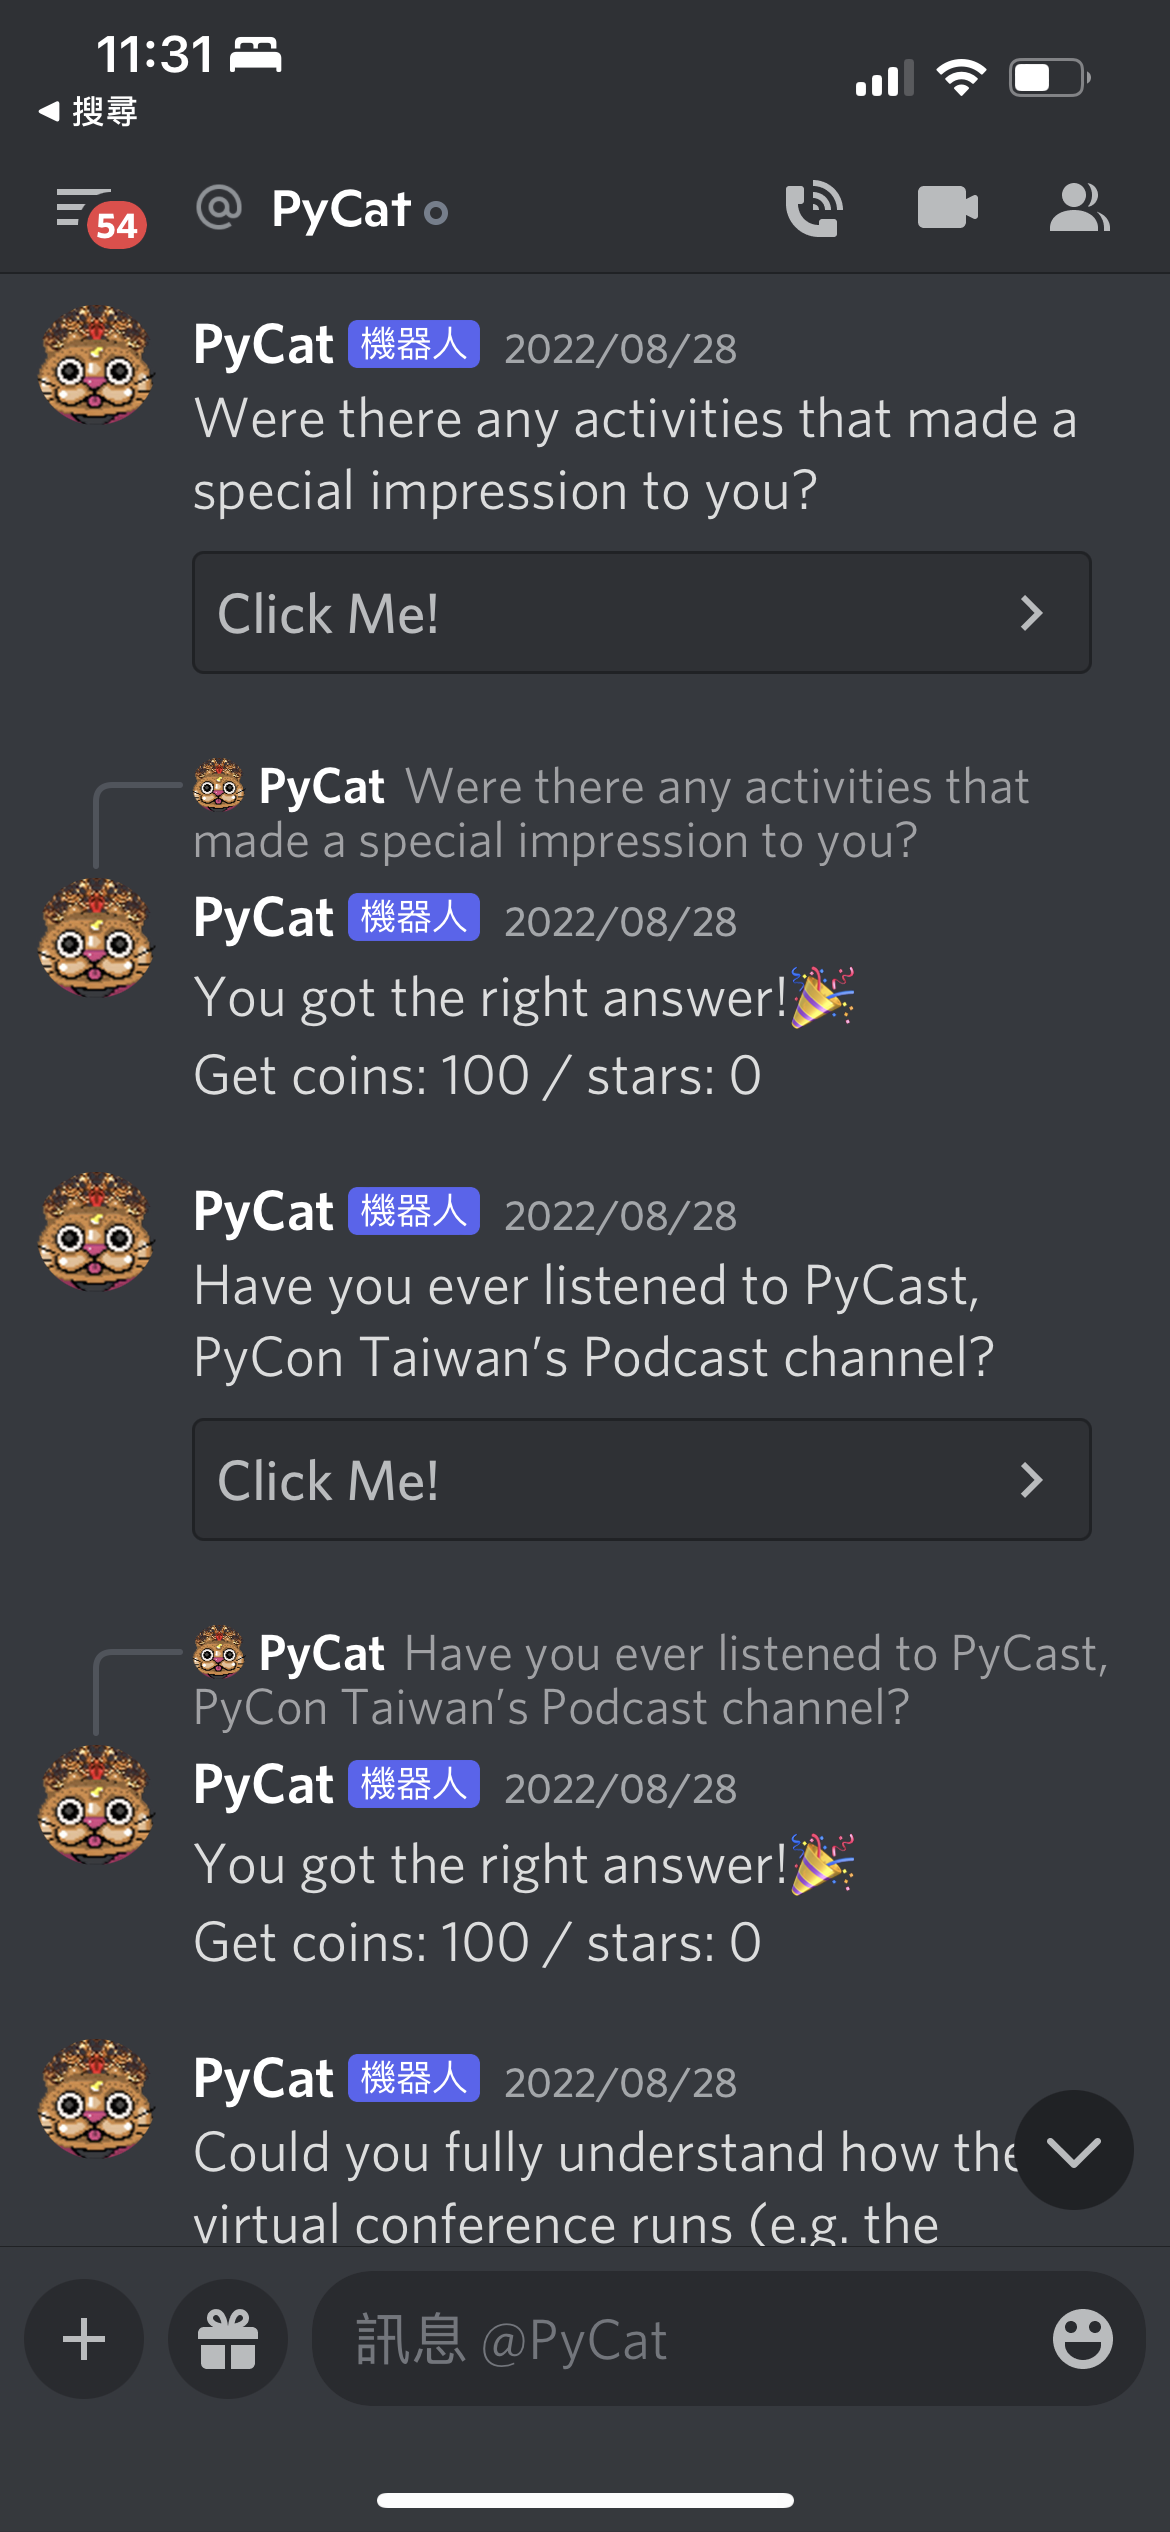 11:31
搜尋
54
@ PyCat
PyCat 機器人 2022/08/28
Were there any activities that made a
special impression to you?
Click Me!
PyCat Were there any activities that
made a special impression to you?
PyCat 機器人 2022/08/28
You got the right answer!🎉
Get coins: 100 / stars: 0
PyCat 機器人 2022/08/28
Have you ever listened to PyCast,
PyCon Taiwan’s Podcast channel?
Click Me!
PyCat Have you ever listened to PyCast,
PyCon Taiwan’s Podcast channel?
PyCat 機器人 2022/08/28
You got the right answer!🎉
Get coins: 100 / stars: 0
PyCat 機器人 2022/08/28
Could you fully understand how the
virtual conference runs (e.g. the
訊息 @PyCat